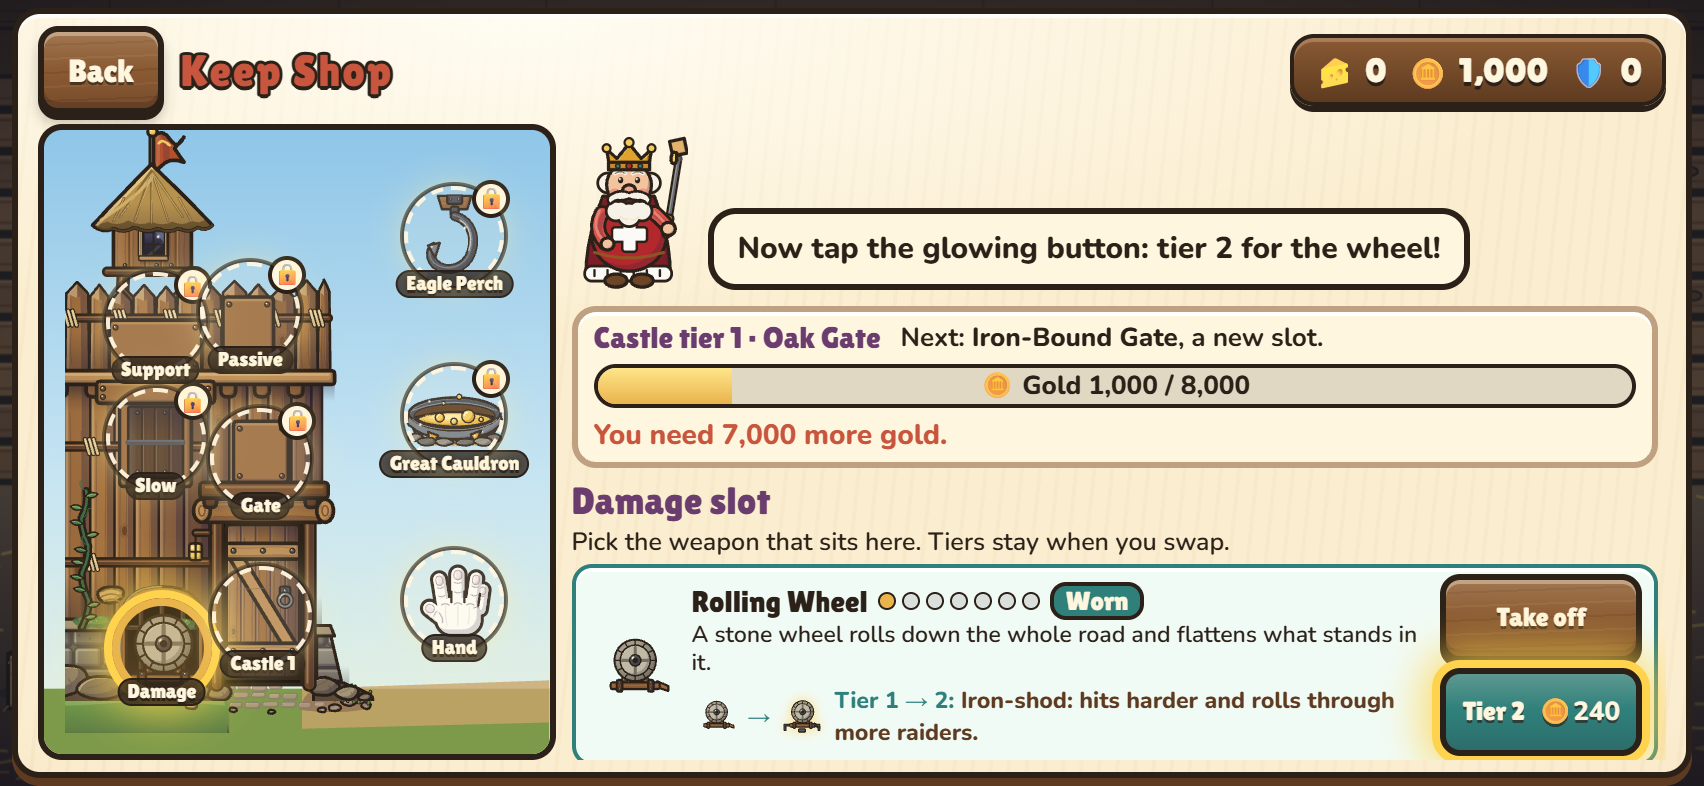 Back
Keep Shop
0
1,000
0
Now tap the glowing button: tier 2 for the wheel!
Eagle Perch
Support
Passive
Great Cauldron
Slow
Gate
Hand
Castle 1
Damage
Castle tier 1 · Oak Gate Next: Iron-Bound Gate, a new slot.
Gold 1,000 / 8,000
You need 7,000 more gold.
Damage slot
Pick the weapon that sits here. Tiers stay when you swap.
Rolling Wheel Worn
A stone wheel rolls down the whole road and flattens what stands in
it.
Tier 1 → 2: Iron-shod: hits harder and rolls through
more raiders.
Take off
Tier 2 240